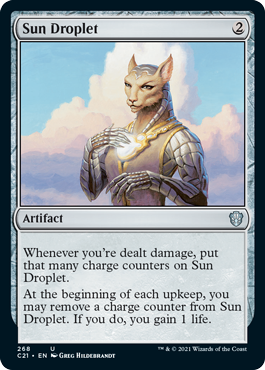 Sun Droplet 2
Artifact
Whenever you're dealt damage, put
that many charge counters on Sun
Droplet.
At the beginning of each upkeep, you
may remove a charge counter from Sun
Droplet. If you do, you gain 1 life.
268 U
C21 • EN Greg Hildebrandt
™ & © 2021 Wizards of the Coast